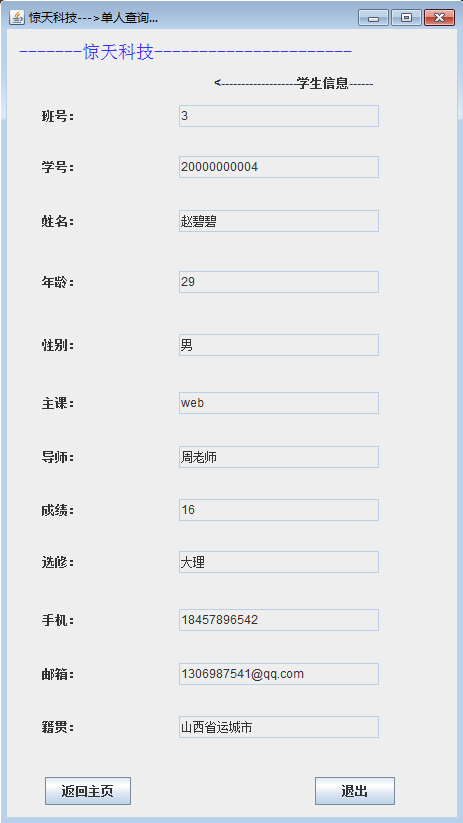 惊天科技--->单人查询...
-------惊天科技----------------------
<-------------------学生信息------
班号： 3
学号： 20000000004
姓名： 赵碧碧
年龄： 29
性别： 男
主课： web
导师： 周老师
成绩： 16
选修： 大理
手机： 18457896542
邮箱： 1306987541@qq.com
籍贯： 山西省运城市
返回主页 退出